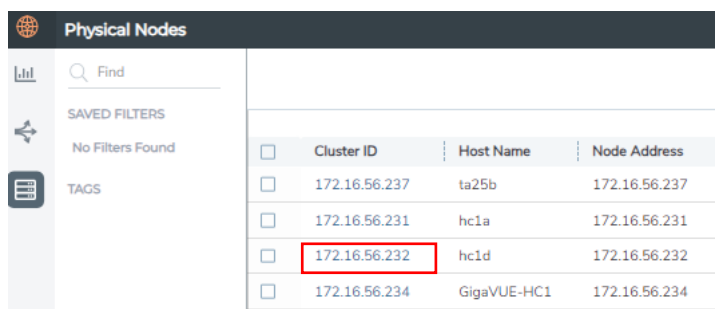 Physical Nodes
Find
SAVED FILTERS
No Filters Found
TAGS
Cluster ID Host Name Node Address
172.16.56.237 ta25b 172.16.56.237
172.16.56.231 hc1a 172.16.56.231
172.16.56.232 hc1d 172.16.56.232
172.16.56.234 GigaVUE-HC1 172.16.56.234